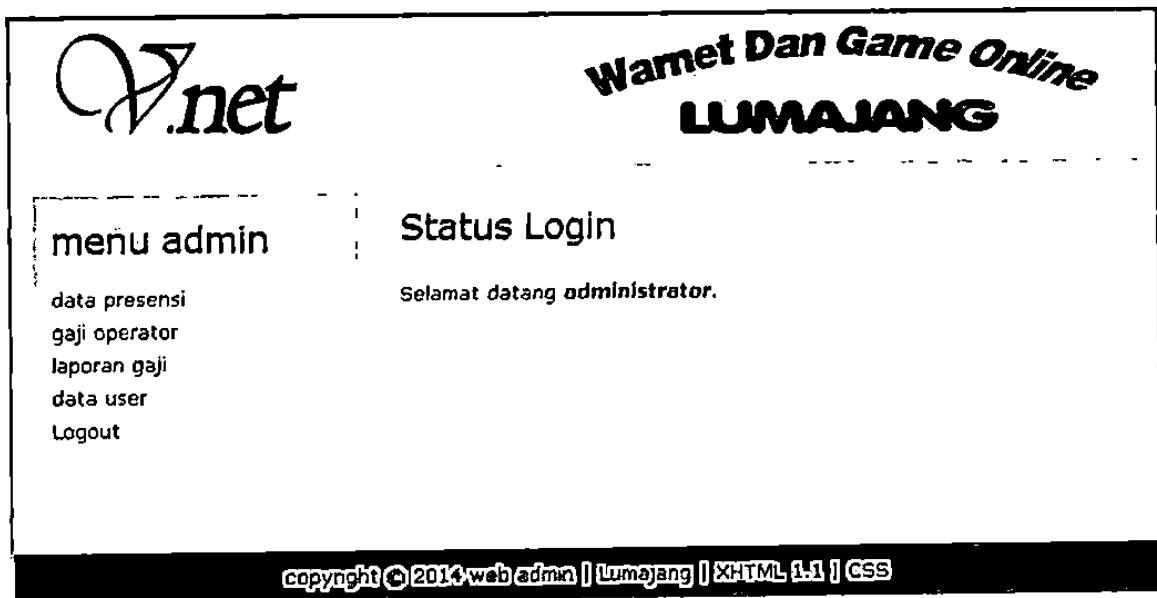 V.net
Warnet Dan Game Online
LUMAJANG
menu admin
data presensi
gaji operator
laporan gaji
data user
Logout
Status Login
Selamat datang administrator.
copyright © 2014 web admin | Lumajang | XHTML 1.1 | CSS